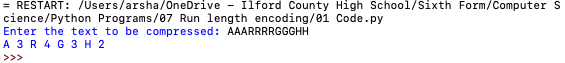 = RESTART: /Users/arsha/OneDrive - Ilford County High School/Sixth Form/Computer S
cience/Python Programs/07 Run length encoding/01 Code.py
Enter the text to be compressed: AAARRRRGGGHH
A 3 R 4 G 3 H 2
>>>